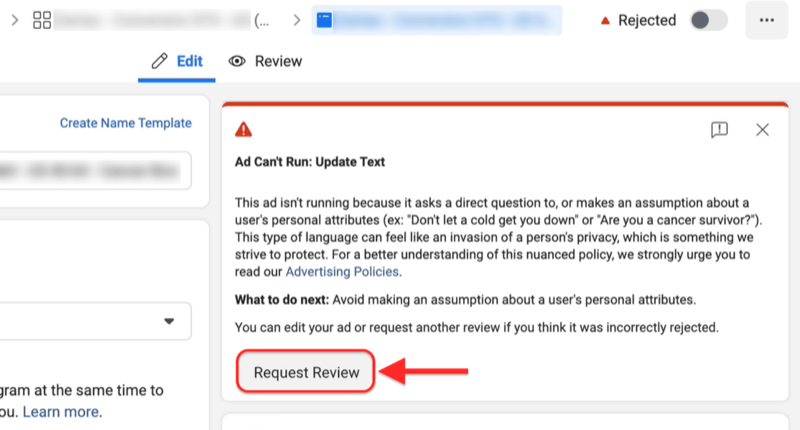 (...
Rejected
Edit
Review
Create Name Template
Ad Can't Run: Update Text
This ad isn't running because it asks a direct question to, or makes an assumption about a
user's personal attributes (ex: "Don't let a cold get you down" or "Are you a cancer survivor?").
This type of language can feel like an invasion of a person's privacy, which is something we
strive to protect. For a better understanding of this nuanced policy, we strongly urge you to
read our Advertising Policies.
What to do next: Avoid making an assumption about a user's personal attributes.
You can edit your ad or request another review if you think it was incorrectly rejected.
Request Review
gram at the same time to
ou. Learn more.